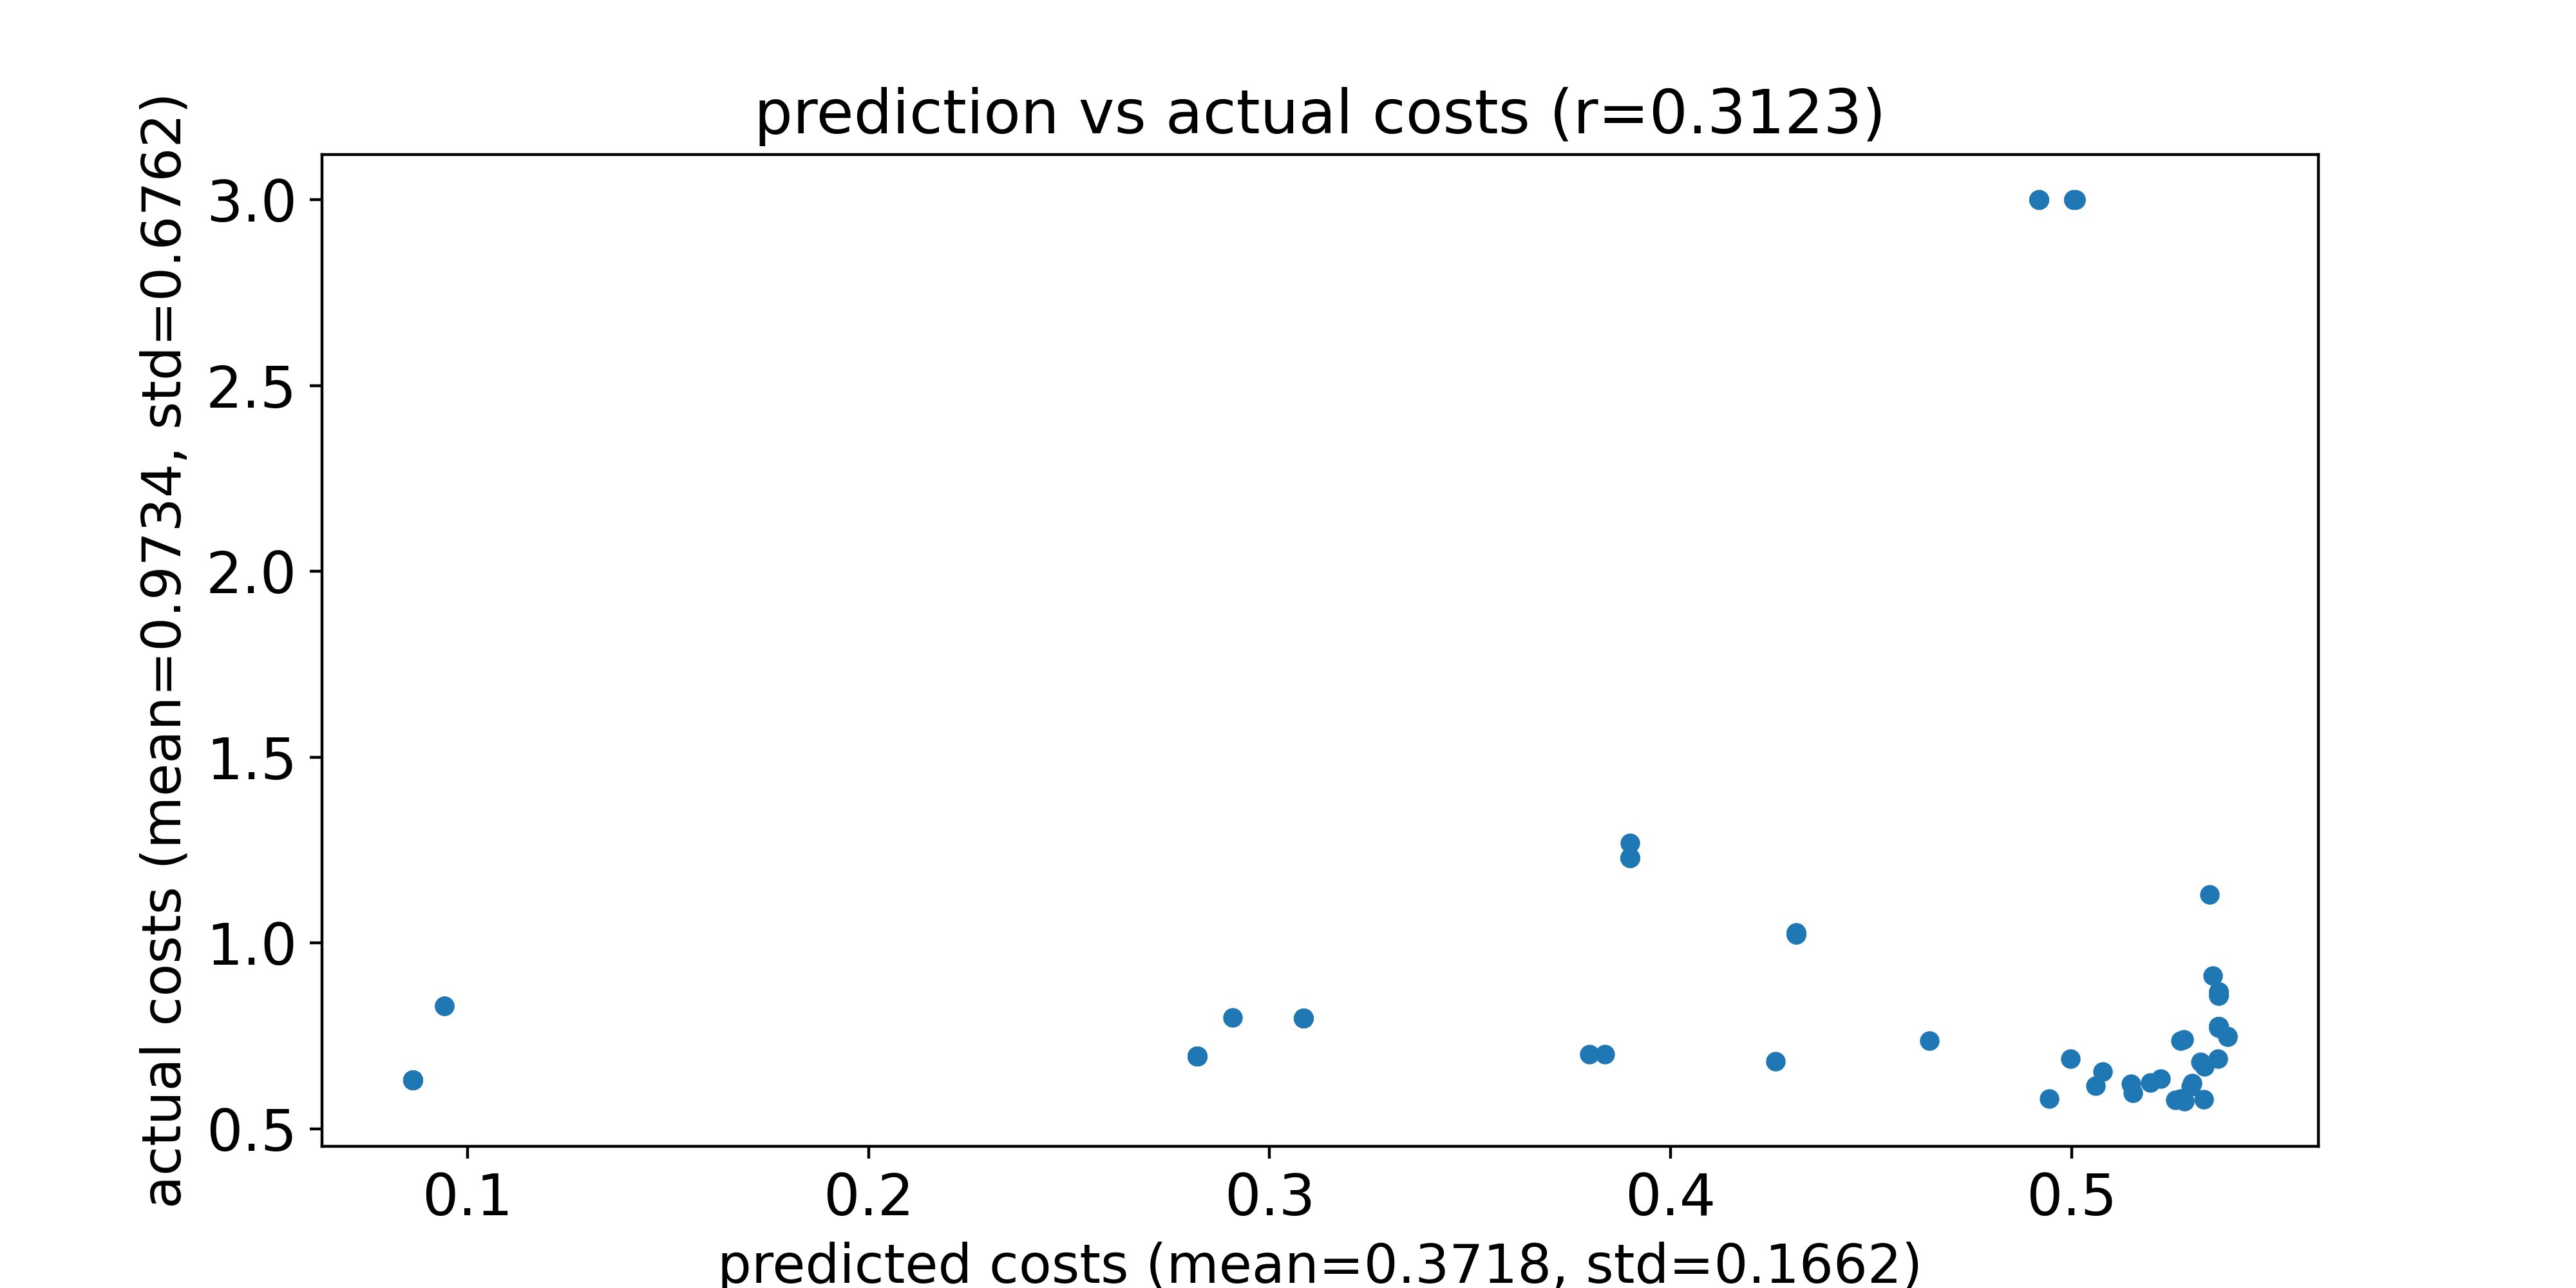 prediction vs actual costs (r=0.3123)
actual costs (mean=0.9734, std=0.6762)
3.0
2.5
2.0
1.5
1.0
0.5
0.1 0.2 0.3 0.4 0.5
predicted costs (mean=0.3718, std=0.1662)